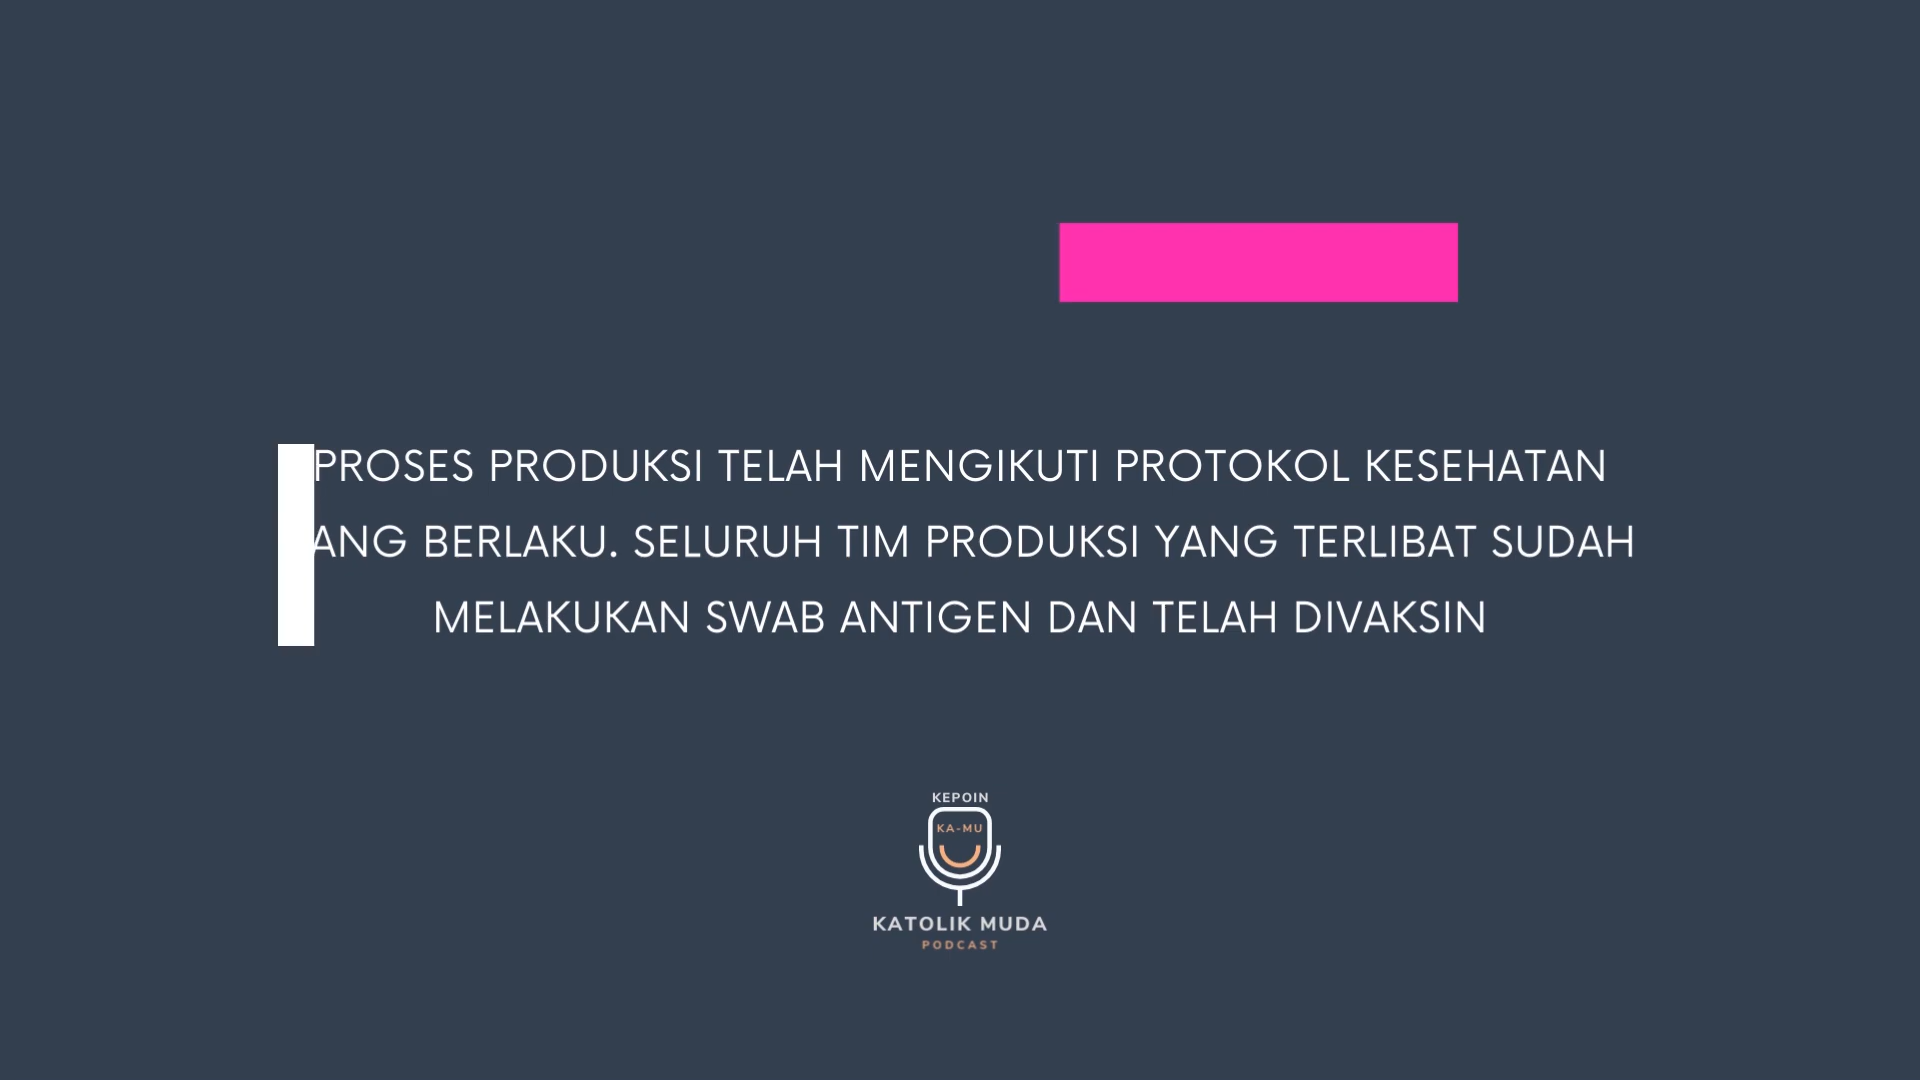 PROSES PRODUKSI TELAH MENGIKUTI PROTOKOL KESEHATAN
ANG BERLAKU. SELURUH TIM PRODUKSI YANG TERLIBAT SUDAH
MELAKUKAN SWAB ANTIGEN DAN TELAH DIVAKSIN
KEPOIN
KA-MU
KATOLIK MUDA
PODCAST